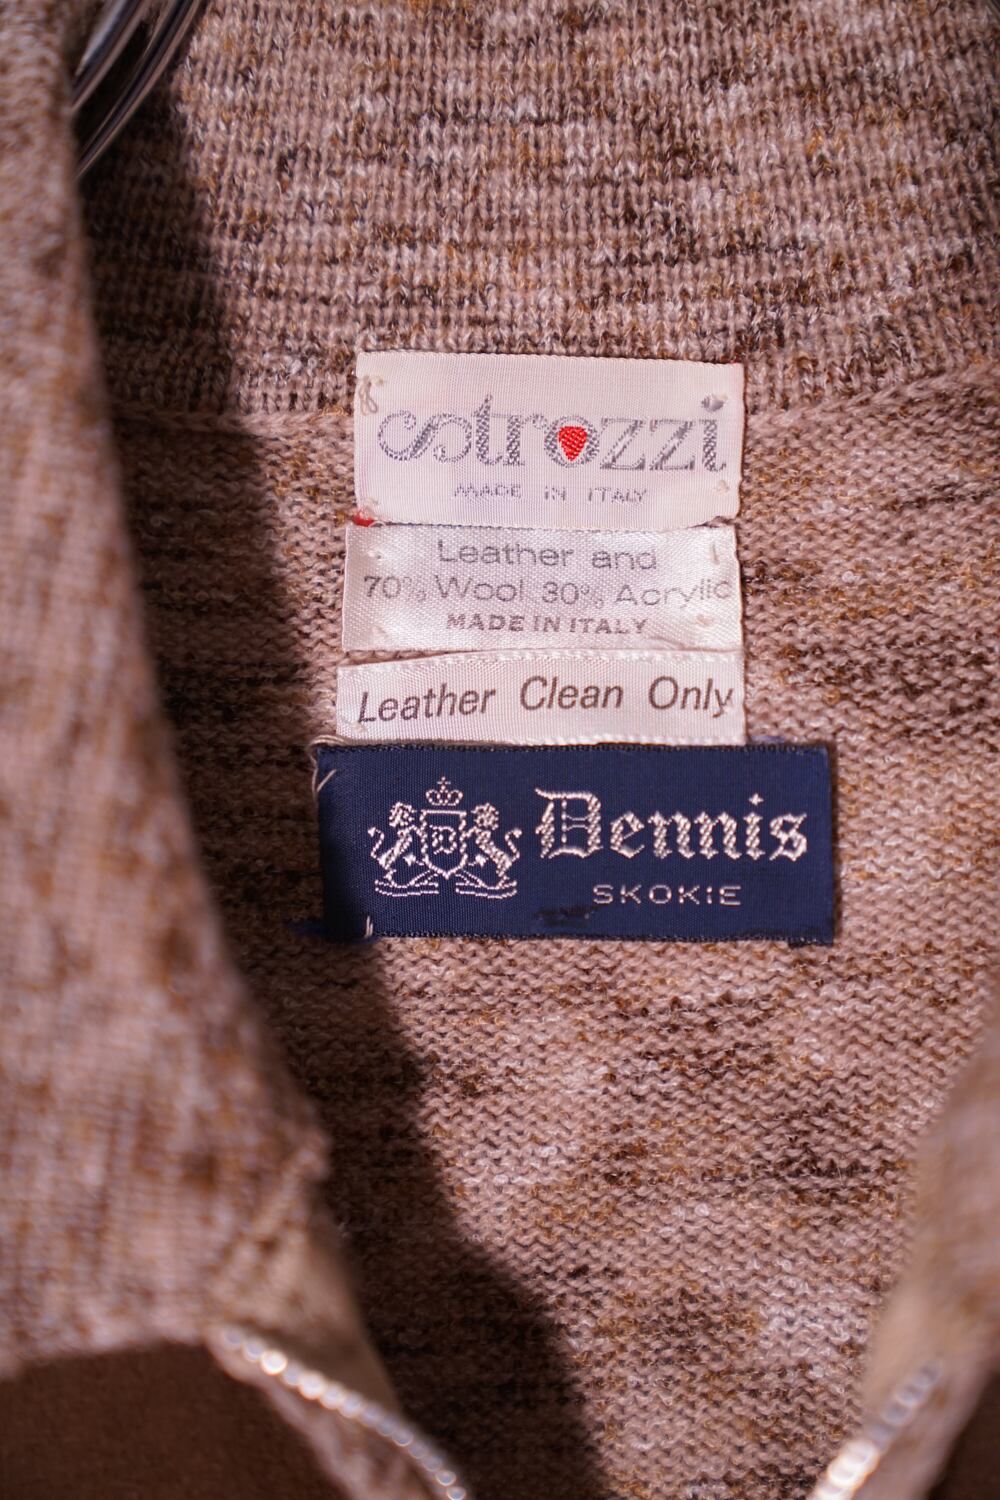 Strozzi
MADE IN ITALY
Leather and
70% Wool 30% Acrylic
MADE IN ITALY
Leather Clean Only
D
Dennis
SKOKIE